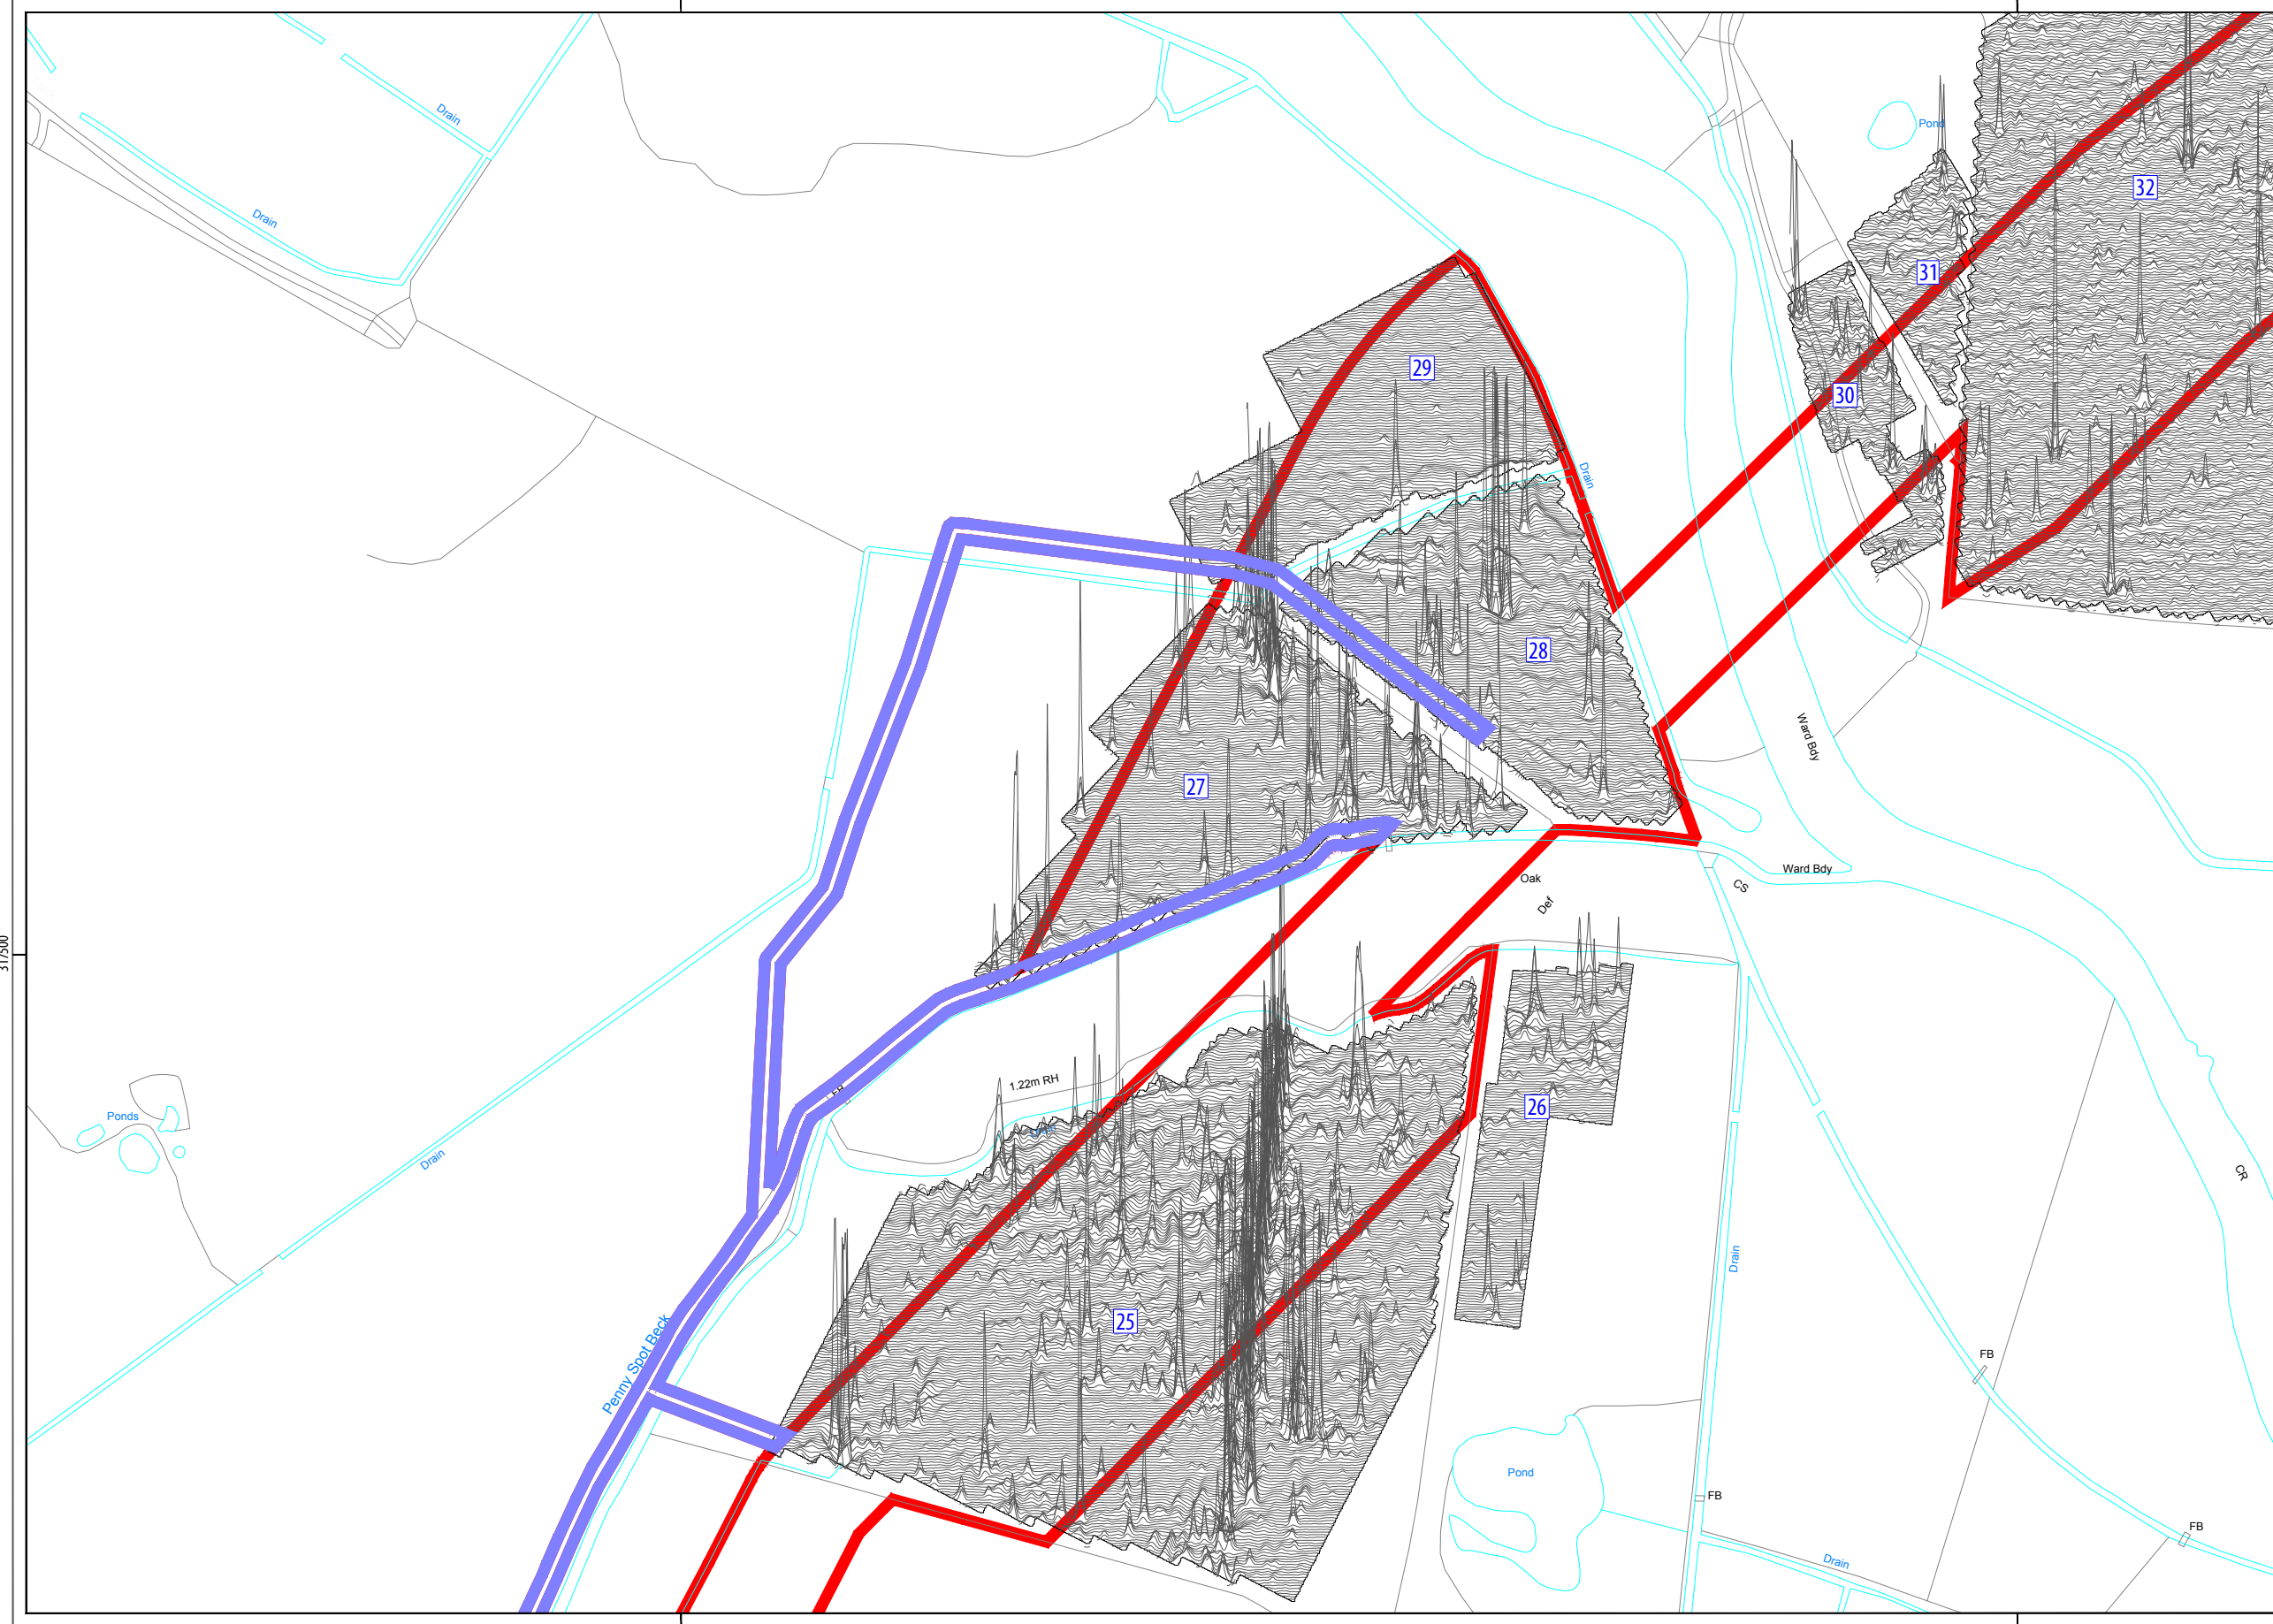 Drain
Pond
Drain
32
31
29
30
Drain
28
Ward Bdy
27
Ward Bdy
Oak
CS
Def
1.22m RH
26
Ponds
Drain
CR
Drain
25
Penny Spot Beck
FB
Pond
FB
FB
Drain